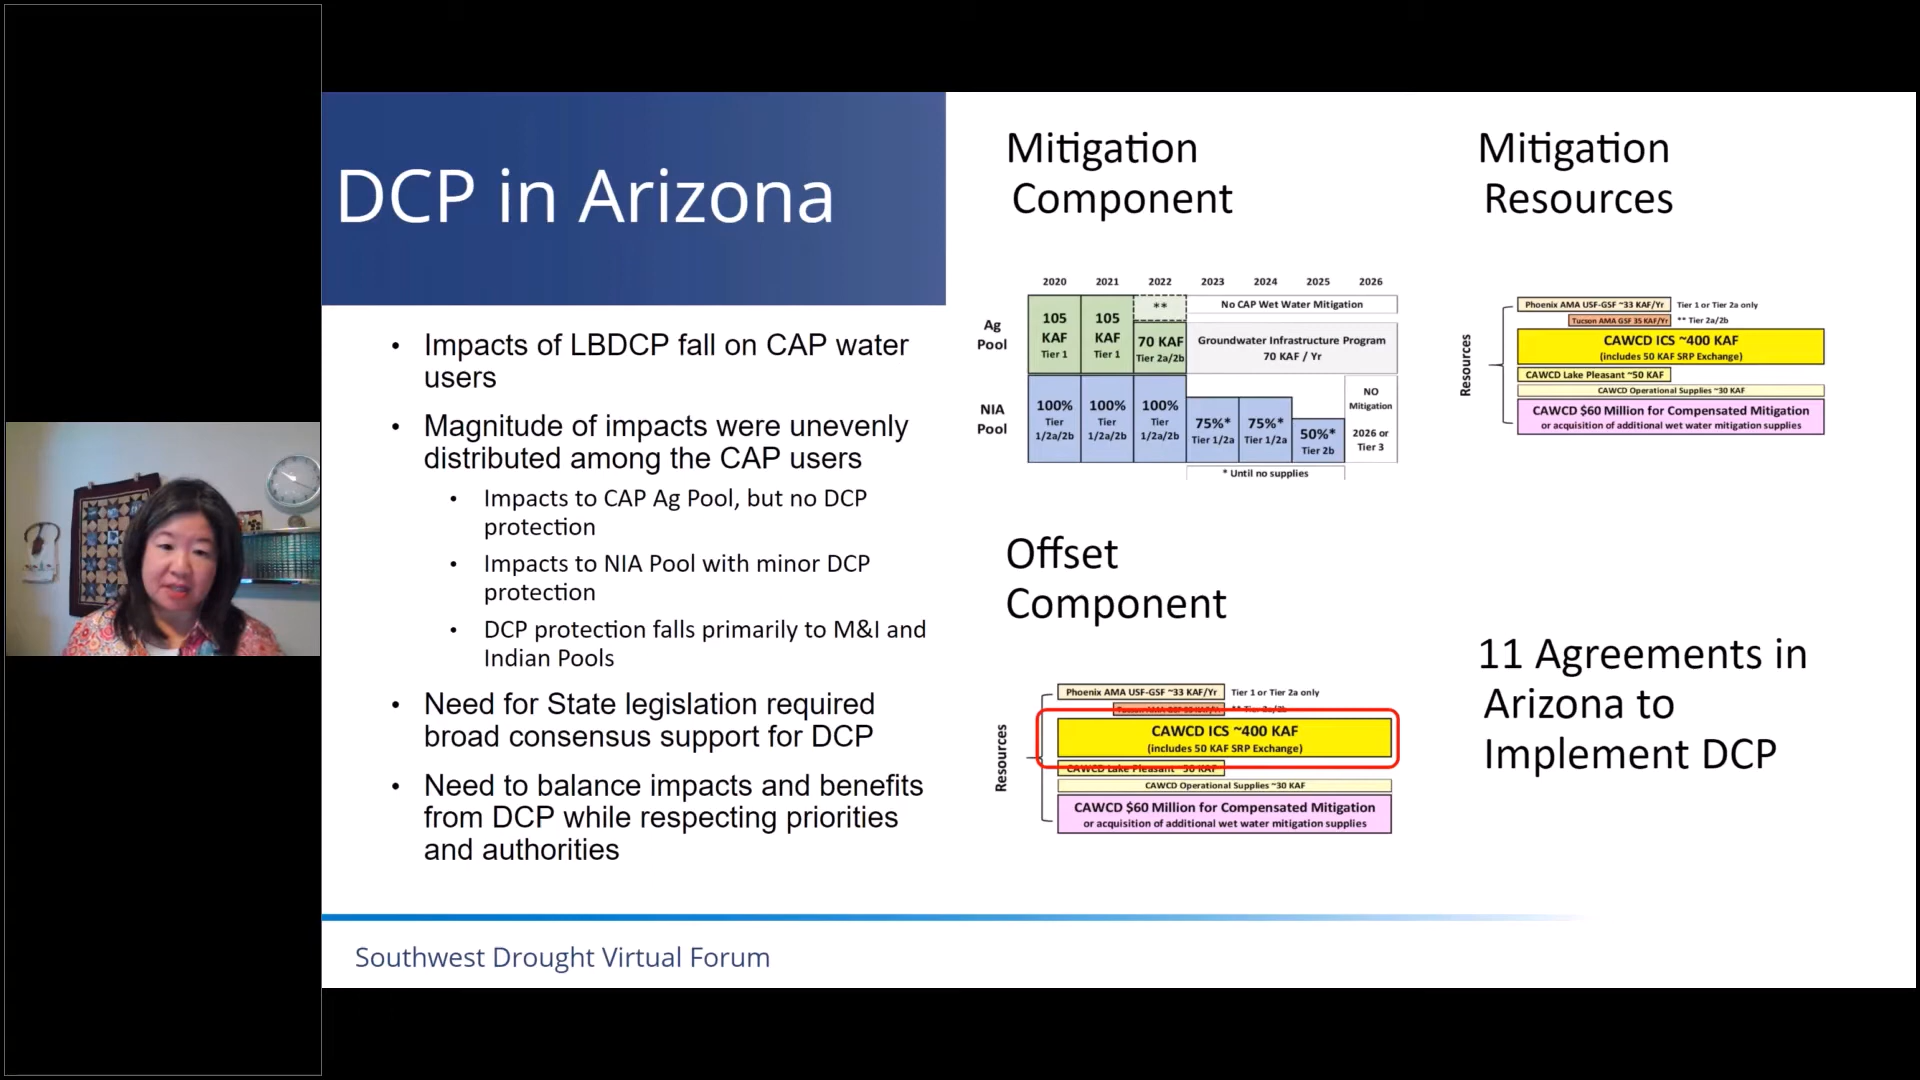 DCP in Arizona
• Impacts of LBDCP fall on CAP water
users
• Magnitude of impacts were unevenly
distributed among the CAP users
• Impacts to CAP Ag Pool, but no DCP
protection
• Impacts to NIA Pool with minor DCP
protection
• DCP protection falls primarily to M&I and
Indian Pools
• Need for State legislation required
broad consensus support for DCP
• Need to balance impacts and benefits
from DCP while respecting priorities
and authorities
Mitigation
Component
2020 2021 2022 2023 2024 2025 2026
Ag
Pool
105
KAF
Tier 1
105
KAF
Tier 1
**
70 KAF
Tier 2a/2b
No CAP Wet Water Mitigation
Groundwater Infrastructure Program
70 KAF / Yr
NIA
Pool
100%
Tier
1/2a/2b
100%
Tier
1/2a/2b
100%
Tier
1/2a/2b
75%*
Tier 1/2a
75%*
Tier 1/2a
50%*
Tier 2b
NO
Mitigation
2026 or
Tier 3
* Until no supplies
Mitigation
Resources
Resources
Phoenix AMA USF-GSF ~33 KAF/Yr Tier 1 or Tier 2a only
Tucson AMA GSF 35 KAF/Yr ** Tier 2a/2b
CAWCD ICS ~400 KAF
(includes 50 KAF SRP Exchange)
CAWCD Lake Pleasant ~50 KAF
CAWCD Operational Supplies ~30 KAF
CAWCD $60 Million for Compensated Mitigation
or acquisition of additional wet water mitigation supplies
Offset
Component
Resources
Phoenix AMA USF-GSF ~33 KAF/Yr Tier 1 or Tier 2a only
Tucson AMA GSF 35 KAF/Yr ** Tier 2a/2b
CAWCD ICS ~400 KAF
(includes 50 KAF SRP Exchange)
CAWCD Lake Pleasant ~50 KAF
CAWCD Operational Supplies ~30 KAF
CAWCD $60 Million for Compensated Mitigation
or acquisition of additional wet water mitigation supplies
11 Agreements in
Arizona to
Implement DCP
Southwest Drought Virtual Forum